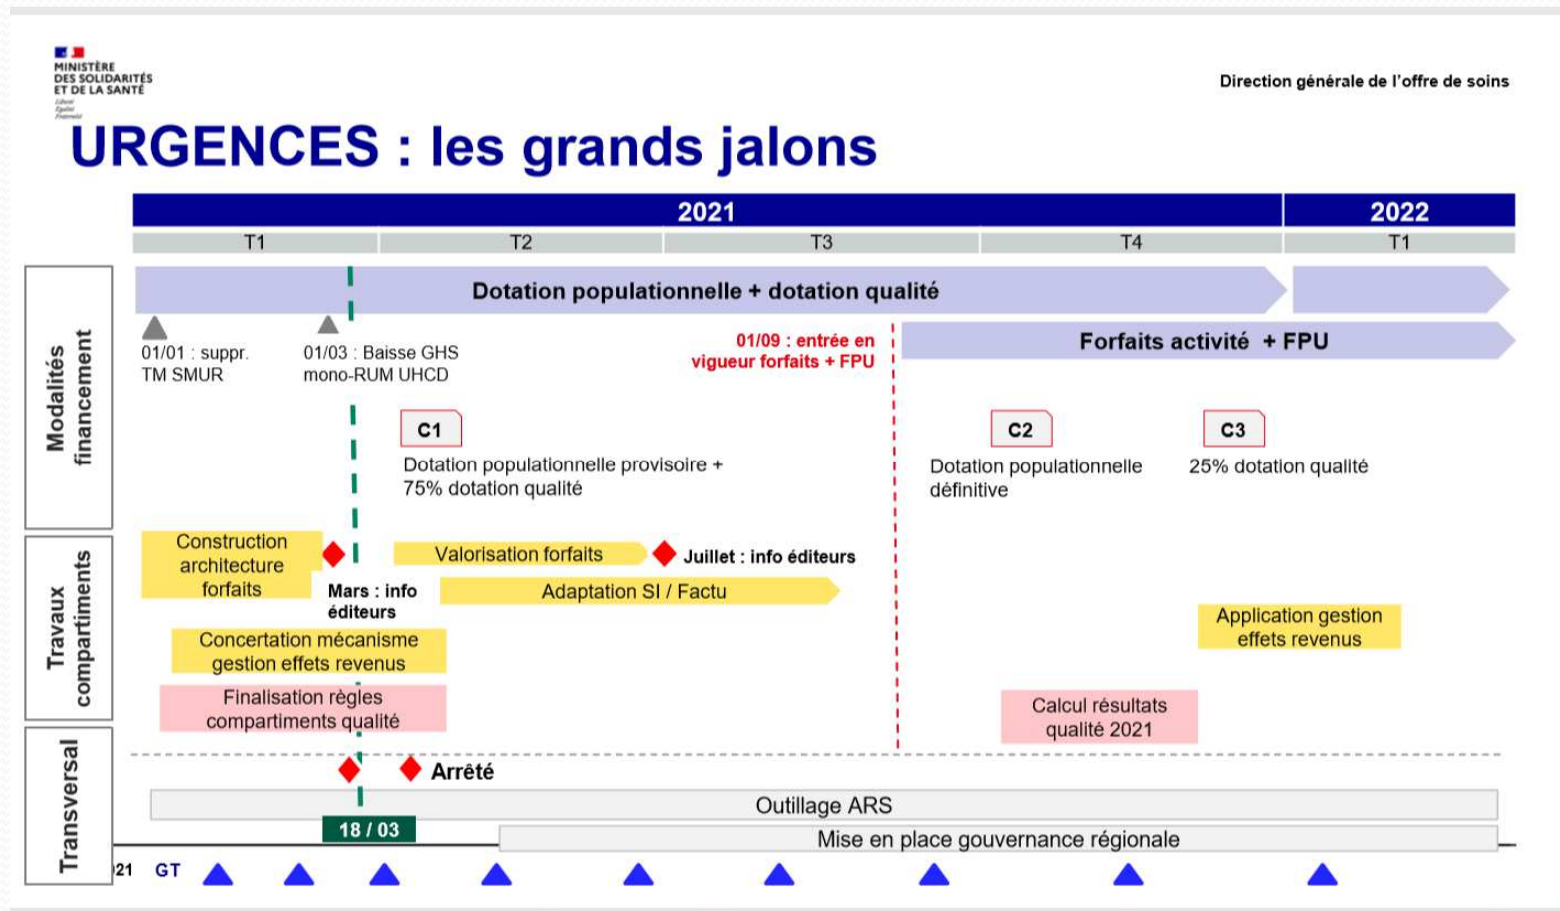 MINISTÈRE
DES SOLIDARITÉS
ET DE LA SANTÉ
Liberté
Égalité
Fraternité
Direction générale de l'offre de soins
URGENCES : les grands jalons
2021
2022
T1
T2
T3
T4
T1
Modalités
financement
Dotation populationnelle + dotation qualité
01/01 : suppr.
TM SMUR
01/03 : Baisse GHS
mono-RUM UHCD
01/09 : entrée en
vigueur forfaits + FPU
Forfaits activité + FPU
C1
Dotation populationnelle provisoire +
75% dotation qualité
C2
Dotation populationnelle
définitive
C3
25% dotation qualité
Travaux
compartiments
Construction
architecture
forfaits
Mars : info
éditeurs
Valorisation forfaits
Juillet : info éditeurs
Adaptation SI / Factu
Concertation mécanisme
gestion effets revenus
Application gestion
effets revenus
Finalisation règles
compartiments qualité
Calcul résultats
qualité 2021
Transversal
Arrêté
Outillage ARS
18 / 03
Mise en place gouvernance régionale
21
GT